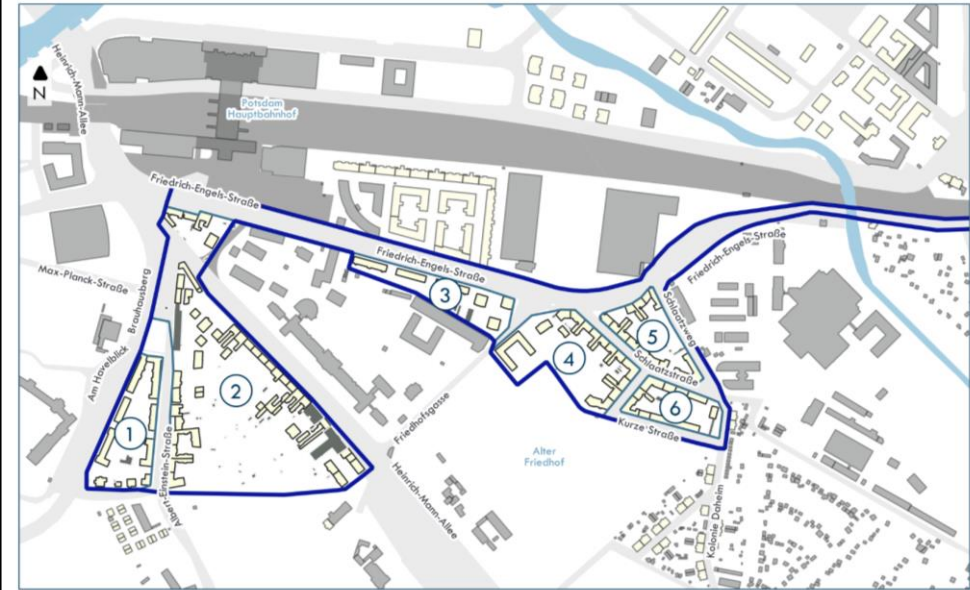 Heinrich-Mann-Allee
N
Potsdam
Hauptbahnhof
Friedrich-Engels-Straße
Friedrich-Engels-Straße
Friedrich-Engels-Straße
Max-Planck-Straße
Brauhausberg
Am Havelblick
Schlaatzweg
3
5
4
Schlaatzstraße
2
6
1
Kurze Straße
Friedhofsgasse
Albert-Einstein-Straße
Alter
Friedhof
Heinrich-Mann-Allee
Kolonie Daheim